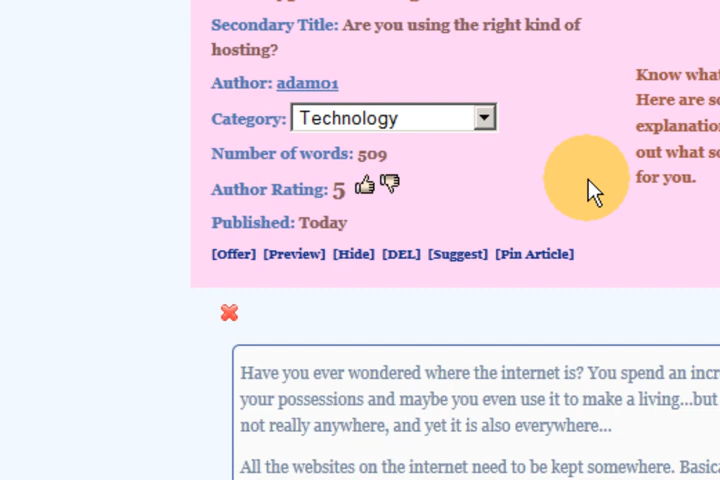 Secondary Title: Are you using the right kind of
hosting?
Author: adam01
Category: Technology
Number of words: 509
Author Rating: 5
Published: Today
[Offer] [Preview] [Hide] [DEL] [Suggest] [Pin Article]
Know what
Here are so
explanation
out what so
for you.
Have you ever wondered where the internet is? You spend an incr
your possessions and maybe you even use it to make a living...but
not really anywhere, and yet it is also everywhere...
All the websites on the internet need to be kept somewhere. Basica